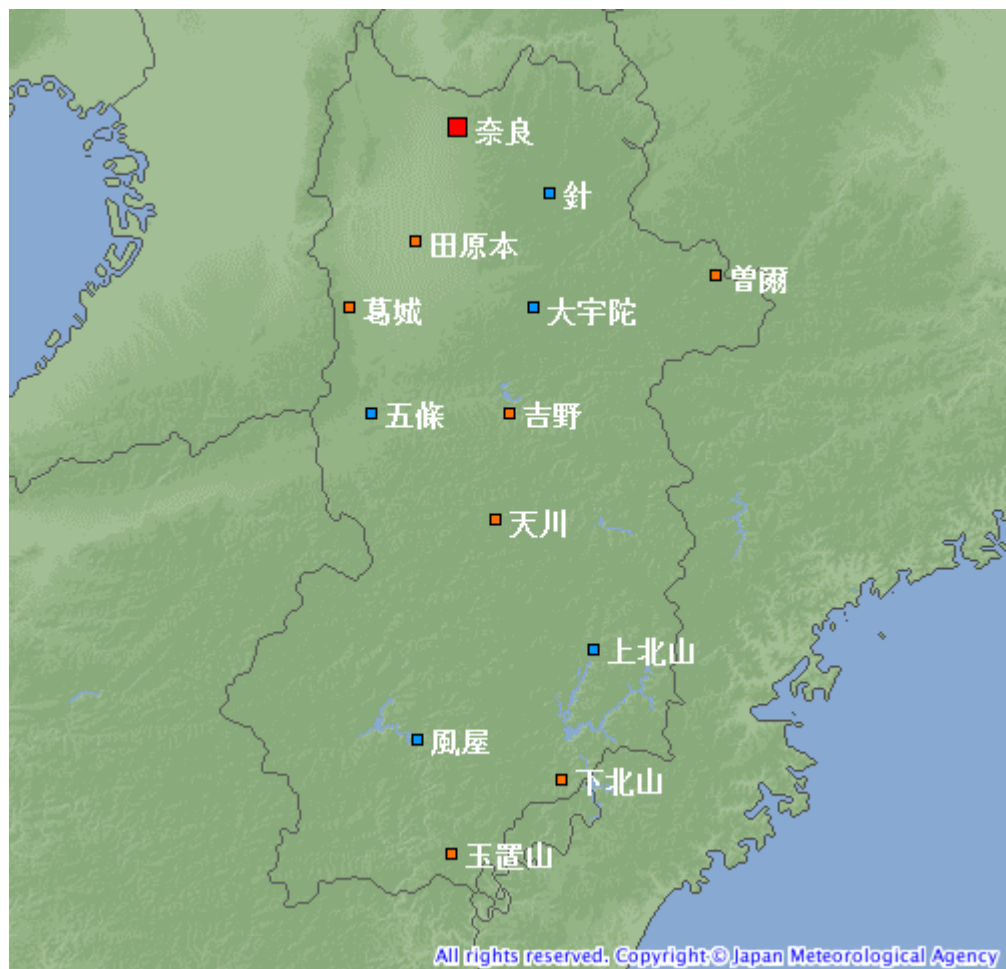 奈良
針
田原本
曽爾
葛城
大宇陀
五條
吉野
天川
上北山
風屋
下北山
玉置山
All rights reserved. Copyright © Japan Meteorological Agency